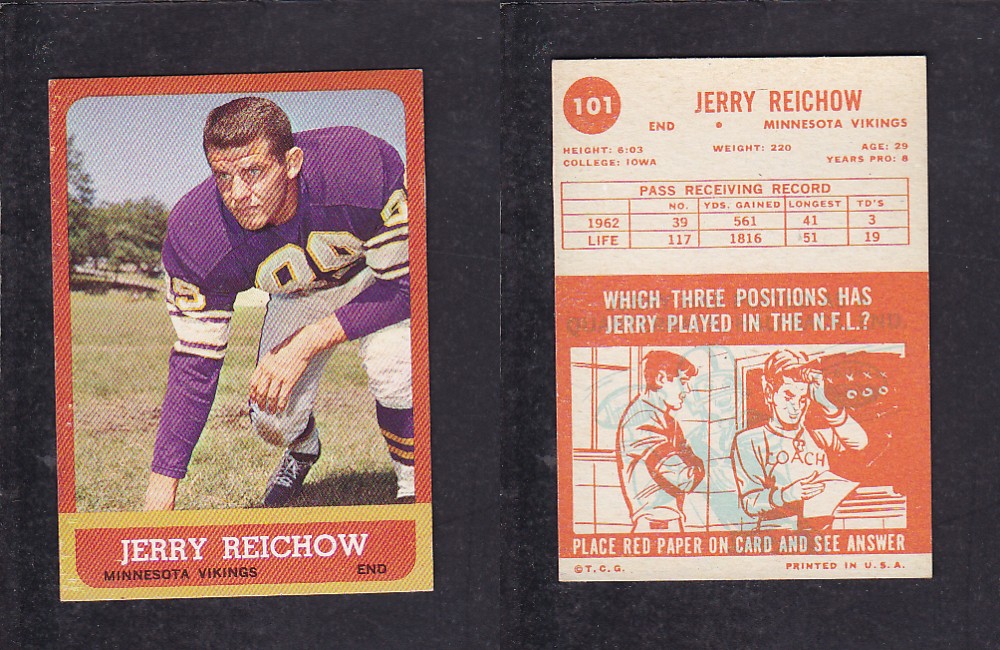 89
JERRY REICHOW
MINNESOTA VIKINGS END
101
JERRY REICHOW
END • MINNESOTA VIKINGS
HEIGHT: 6:03 WEIGHT: 220 AGE: 29
COLLEGE: IOWA YEARS PRO: 8
PASS RECEIVING RECORD
NO. YDS. GAINED LONGEST TD'S
1962 39 561 41 3
LIFE 117 1816 51 19
WHICH THREE POSITIONS HAS
JERRY PLAYED IN THE N.F.L.?
XXX
OOO
COACH
PLACE RED PAPER ON CARD AND SEE ANSWER
©T.C.G. PRINTED IN U.S.A.